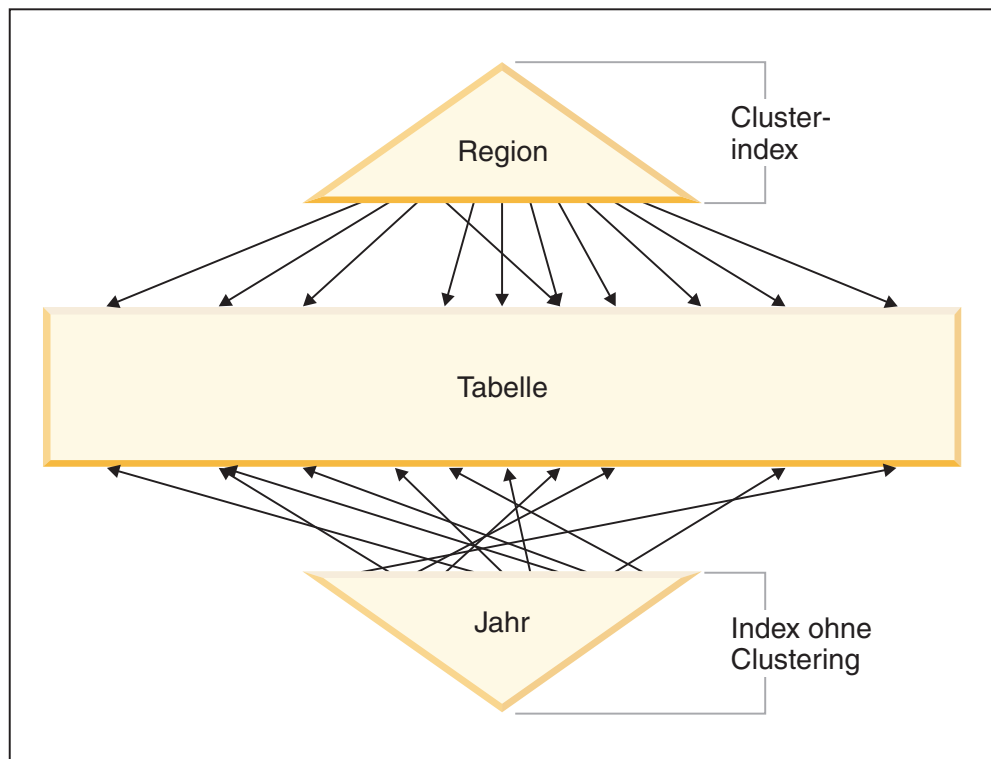 Region
Cluster-
index
Tabelle
Jahr
Index ohne
Clustering